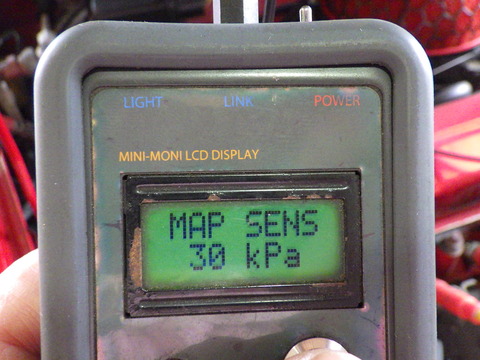 LIGHT LINK POWER
MINI-MONI LCD DISPLAY
MAP SENS
30 kPa